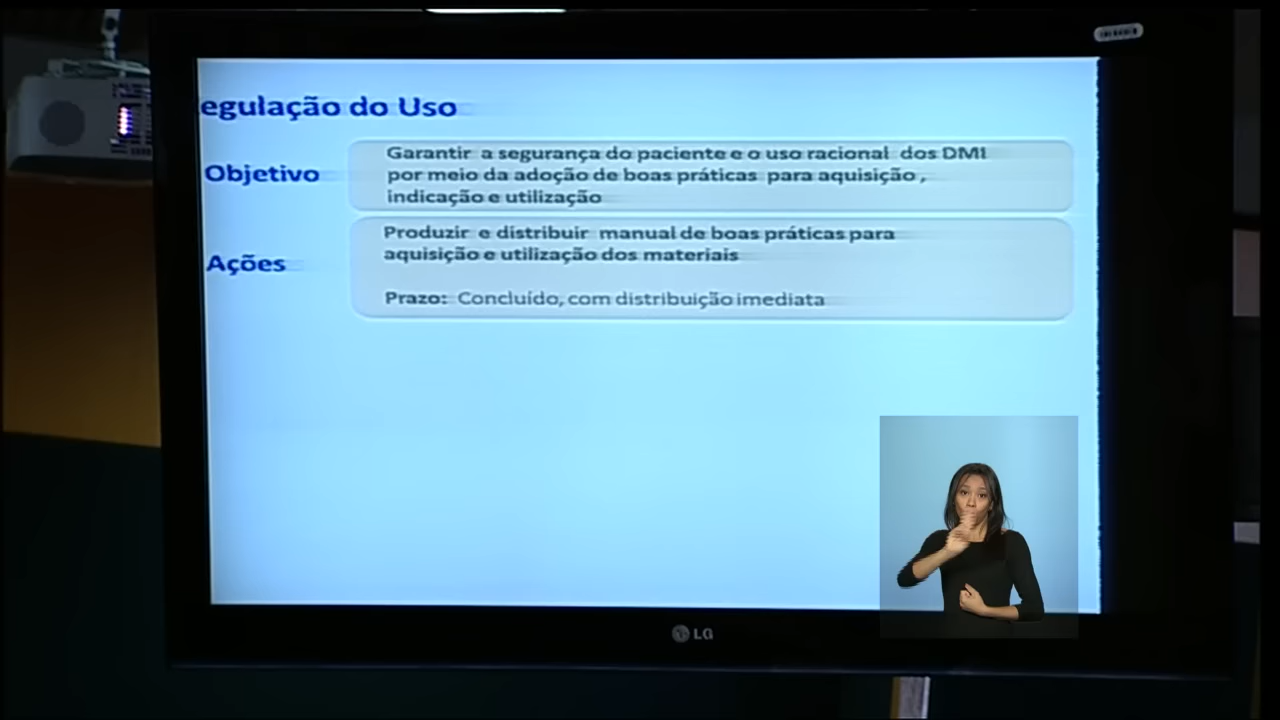 egulação do Uso
Objetivo
Garantir a segurança do paciente e o uso racional dos DMI
por meio da adoção de boas práticas para aquisição,
indicação e utilização
Ações
Produzir e distribuir manual de boas práticas para
aquisição e utilização dos materiais
Prazo: Concluído, com distribuição imediata
LG